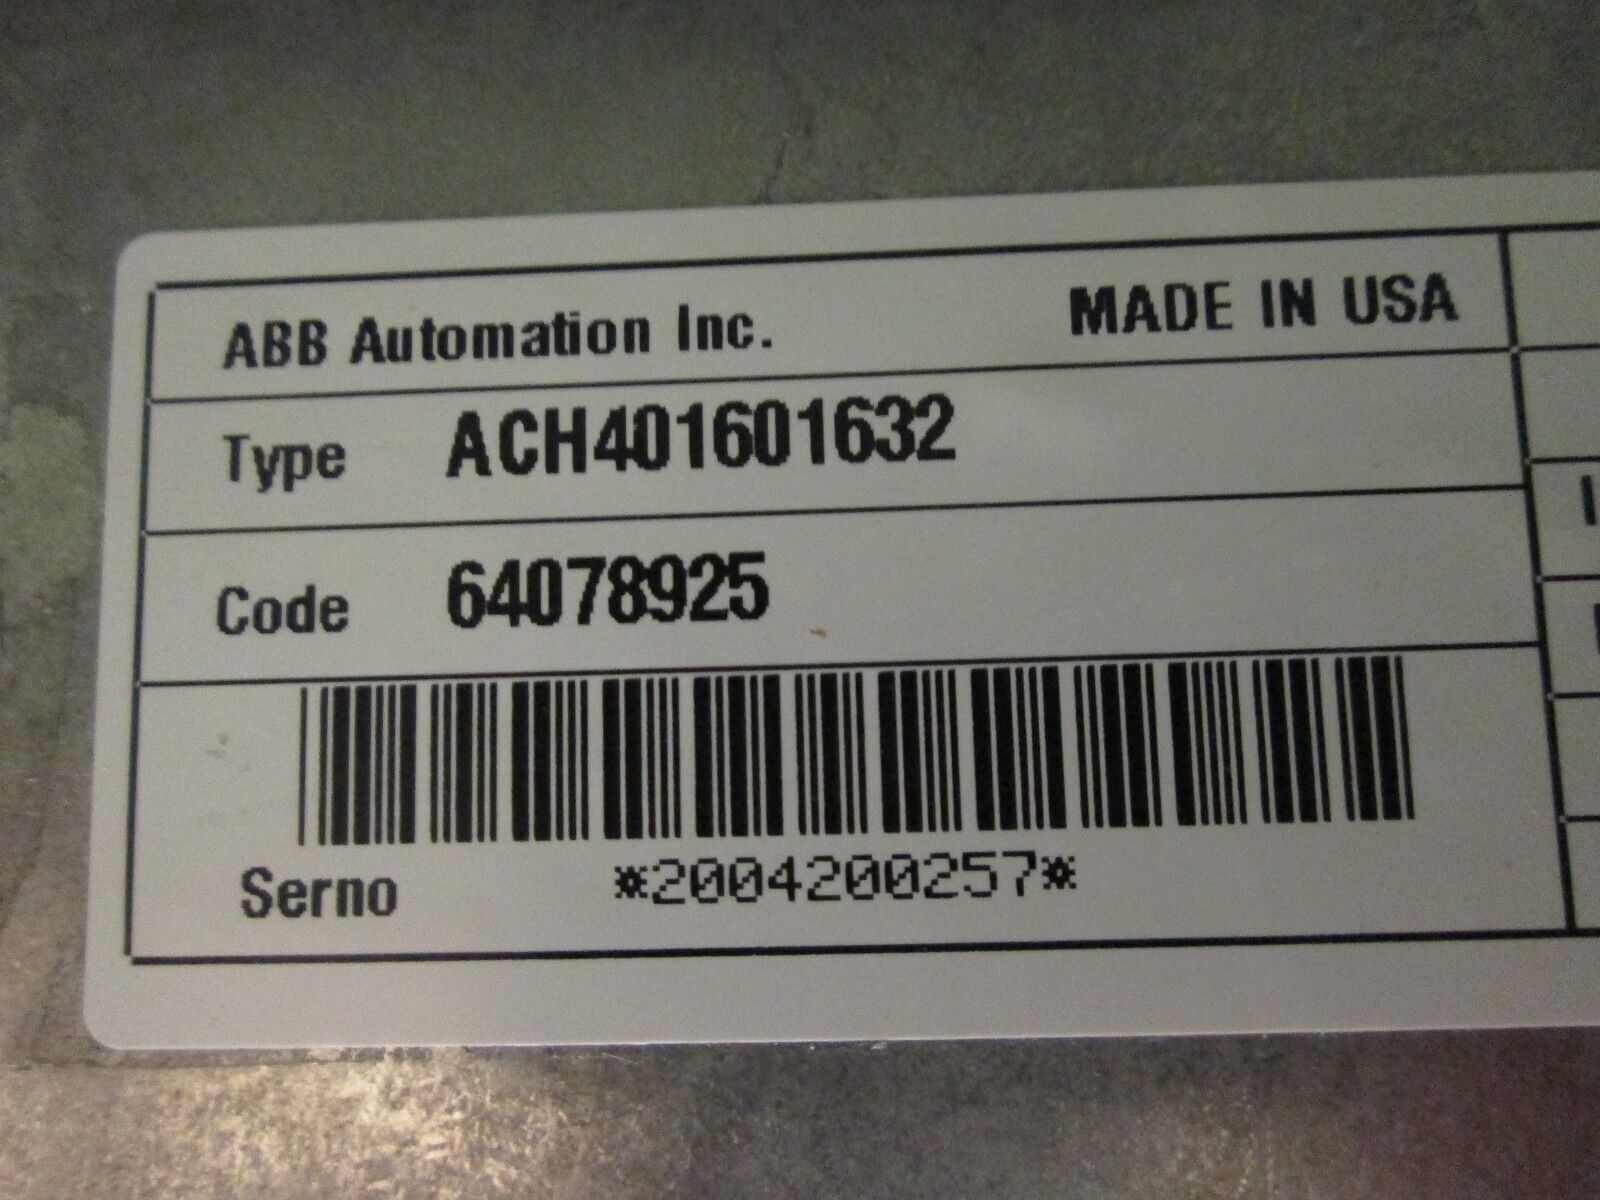 ABB Automation Inc. MADE IN USA
Type ACH401601632
Code 64078925
Serno *2004200257*